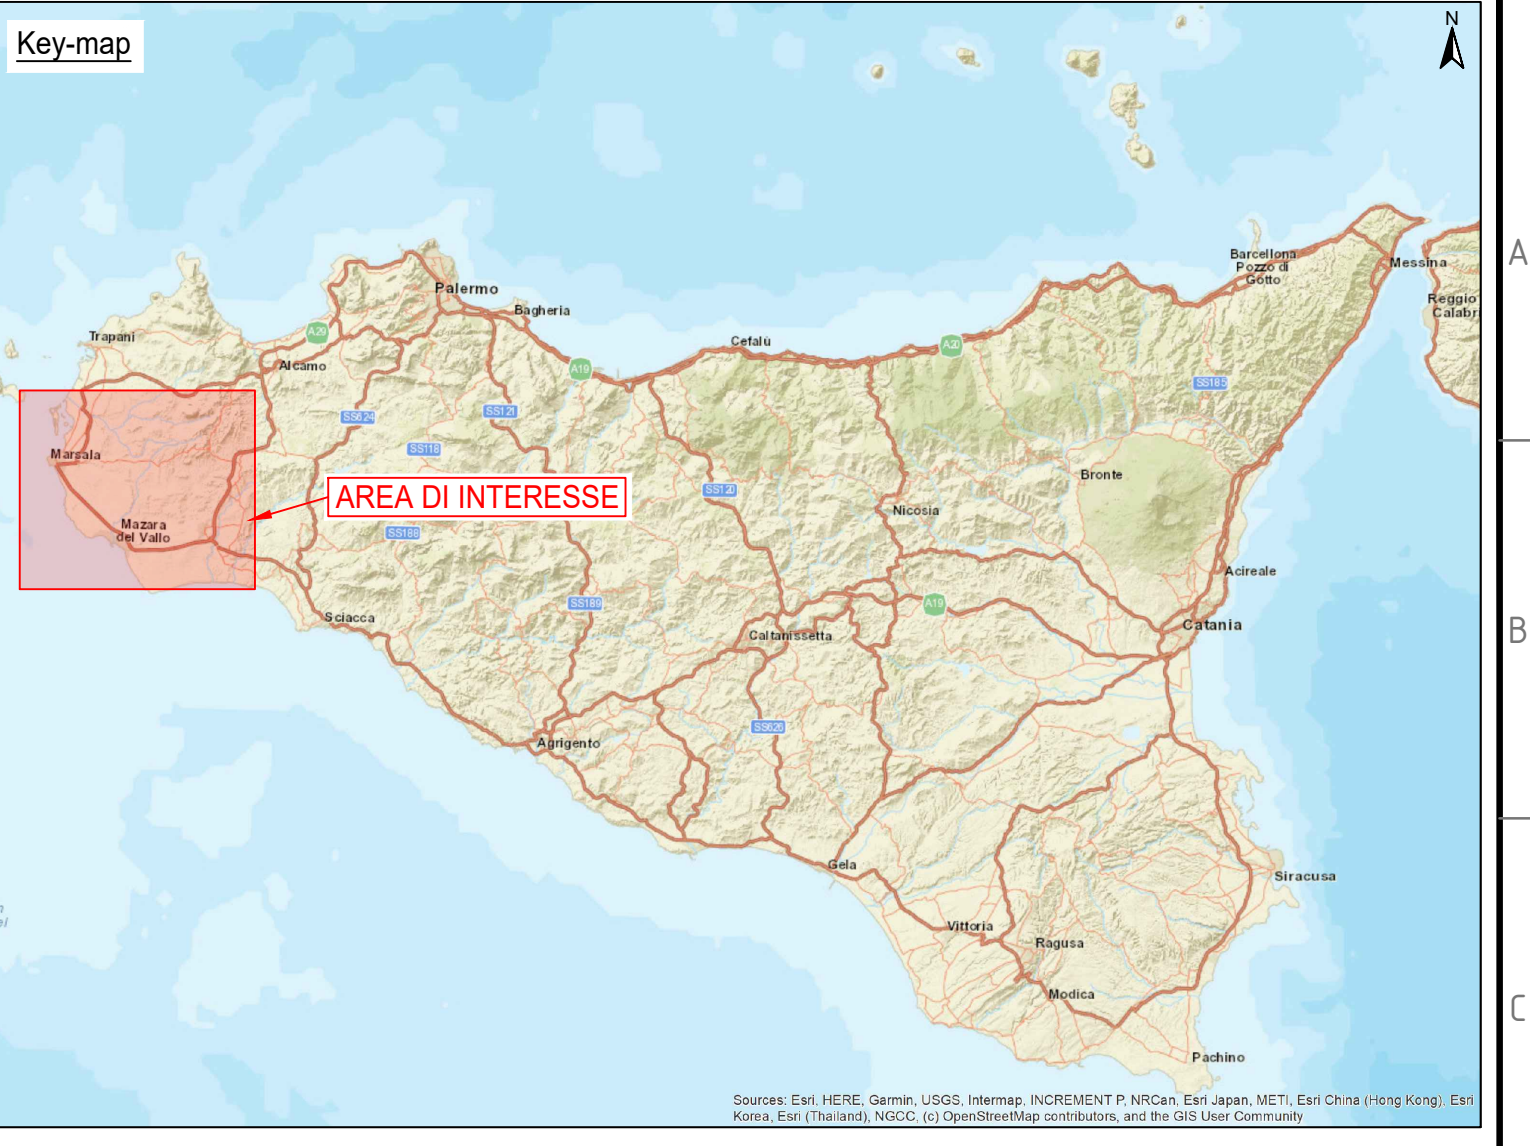 Key-map
N
A
Barcellona
Pozzo di
Gotto
Messina
Reggio
Calabri
Palermo
Bagheria
Trapani
A29
Cefalù
A20
Alcamo
A19
SS185
SS624
SS121
SS118
Marsala
Bronte
AREA DI INTERESSE
SS120
Nicosia
Mazara
del Vallo
SS188
Acireale
SS189
A19
Sciacca
Catania
B
Caltanissetta
SS626
Agrigento
Gela
Siracusa
Vittoria
Ragusa
Modica
C
Pachino
Sources: Esri, HERE, Garmin, USGS, Intermap, INCREMENT P, NRCan, Esri Japan, METI, Esri China (Hong Kong), Esri
Korea, Esri (Thailand), NGCC, (c) OpenStreetMap contributors, and the GIS User Community